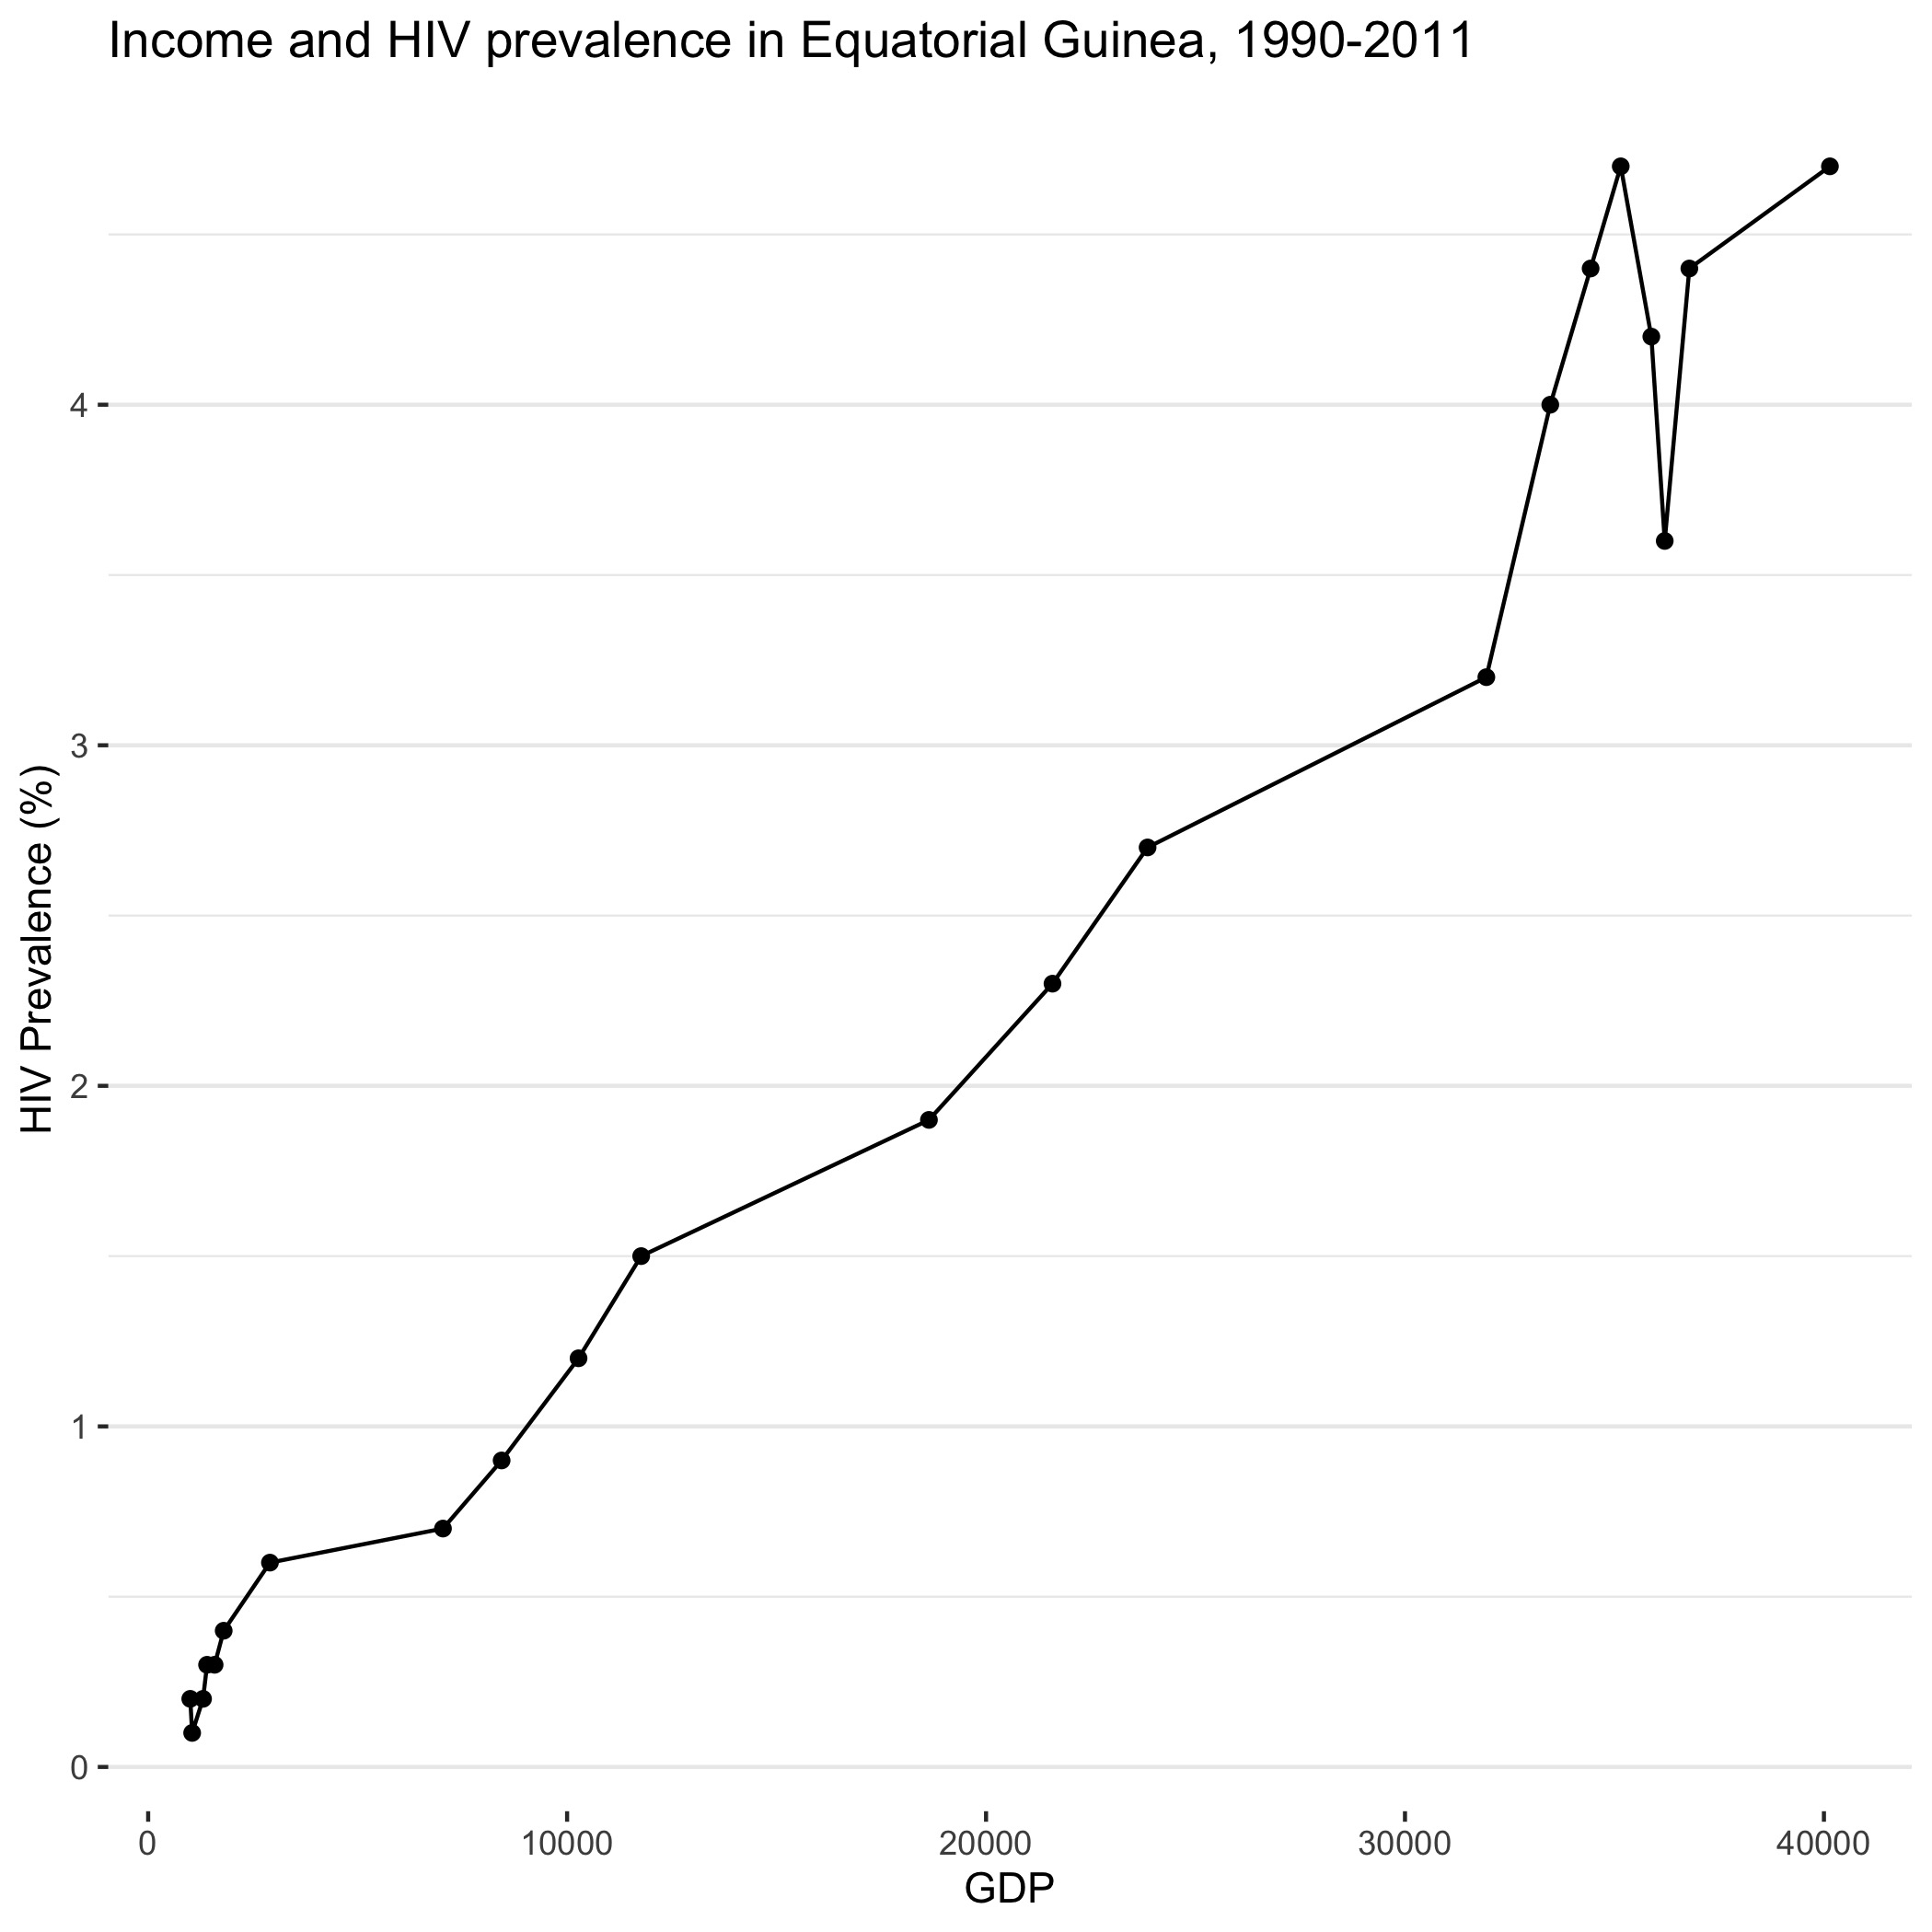 Income and HIV prevalence in Equatorial Guinea, 1990-2011
HIV Prevalence (%)
4
3
2
1
0
0 10000 20000 30000 40000
GDP